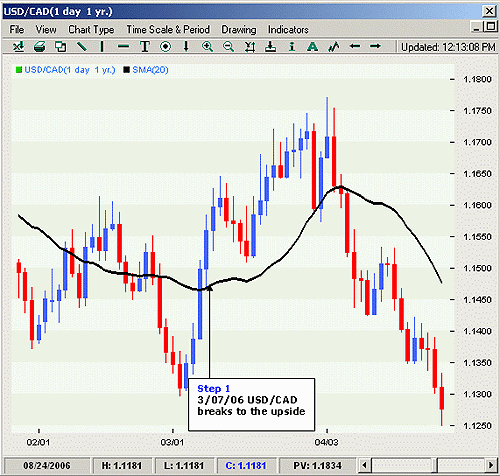 USD/CAD(1 day 1 yr.)
File View Chart Type Time Scale & Period Drawing Indicators
A T A Updated: 12:13:08 PM
USD/CAD(1 day 1 yr.) SMA(20)
1.1800
1.1750
1.1700
1.1650
1.1600
1.1550
1.1500
1.1450
1.1400
1.1350
1.1300
1.1250
Step 1
3/07/06 USD/CAD
breaks to the upside
02/01 03/01 04/03
08/24/2006 H: 1.1181 L: 1.1181 C: 1.1181 PV: 1.1834